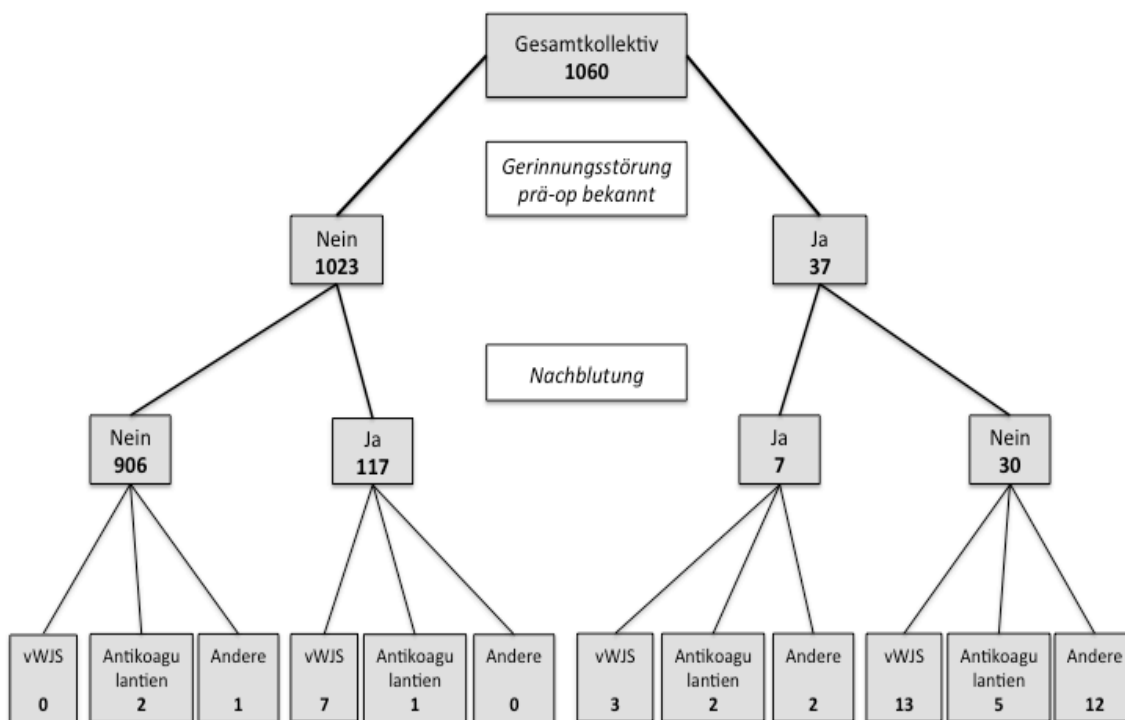 Gesamtkollektiv
1060
Gerinnungsstörung
prä-op bekannt
Nein
1023
Ja
37
Nachblutung
Nein
906
Ja
117
Ja
7
Nein
30
vWJS
0
Antikoagu
lantien
2
Andere
1
vWJS
7
Antikoagu
lantien
1
Andere
0
vWJS
3
Antikoagu
lantien
2
Andere
2
vWJS
13
Antikoagu
lantien
5
Andere
12